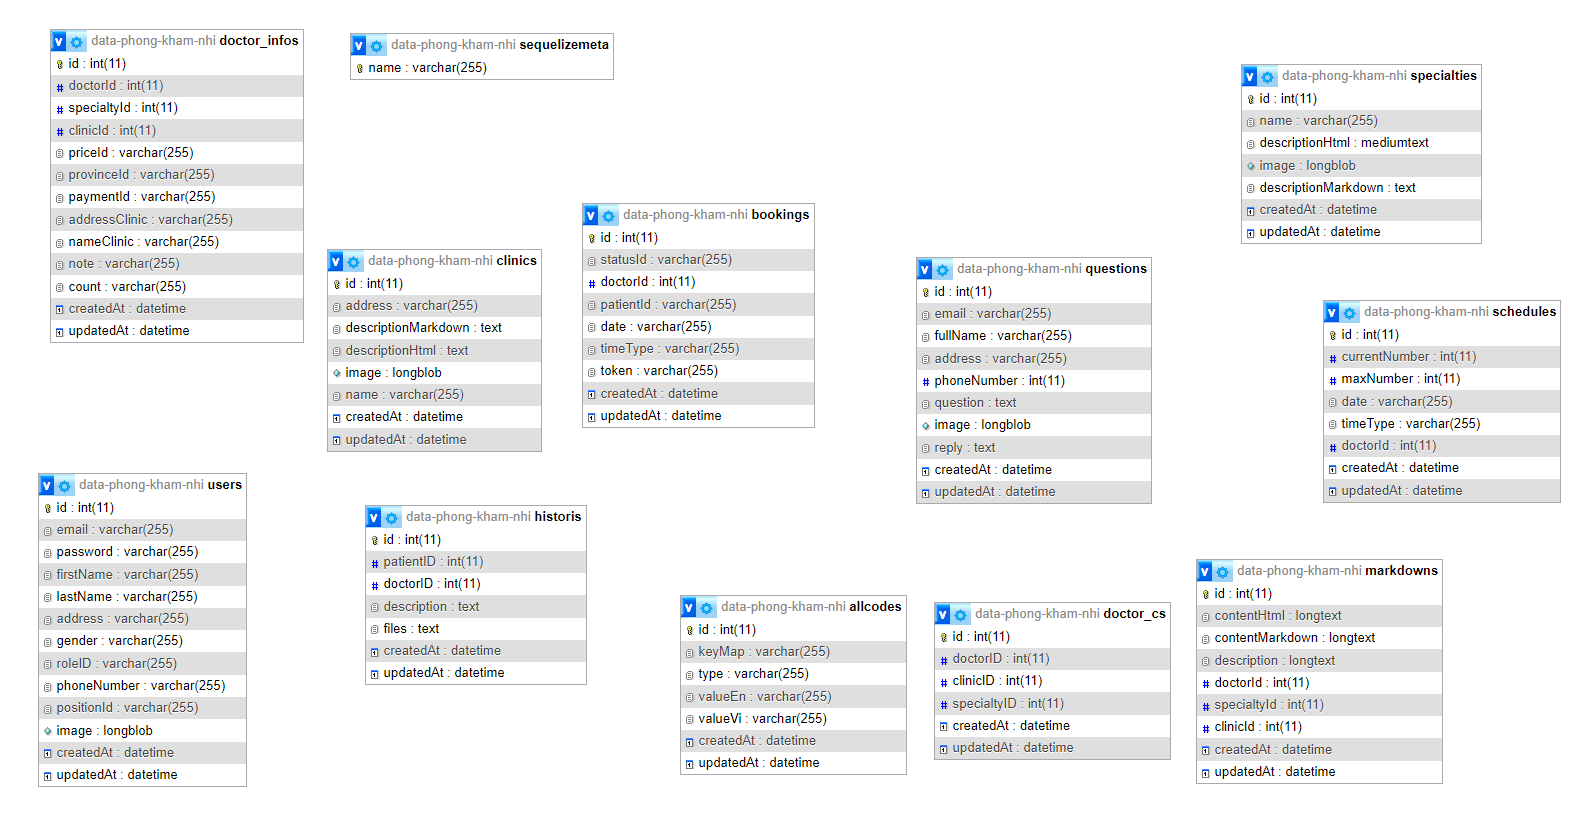 data-phong-kham-nhi doctor_infos
id : int(11)
doctorId : int(11)
specialtyId : int(11)
clinicId : int(11)
priceId : varchar(255)
provinceId : varchar(255)
paymentId : varchar(255)
addressClinic : varchar(255)
nameClinic : varchar(255)
note : varchar(255)
count : varchar(255)
createdAt : datetime
updatedAt : datetime
data-phong-kham-nhi sequelizemeta
name : varchar(255)
data-phong-kham-nhi specialties
id : int(11)
name : varchar(255)
descriptionHtml : mediumtext
image : longblob
descriptionMarkdown : text
createdAt : datetime
updatedAt : datetime
data-phong-kham-nhi bookings
id : int(11)
statusId : varchar(255)
doctorId : int(11)
patientId : varchar(255)
date : varchar(255)
timeType : varchar(255)
token : varchar(255)
createdAt : datetime
updatedAt : datetime
data-phong-kham-nhi clinics
id : int(11)
address : varchar(255)
descriptionMarkdown : text
descriptionHtml : text
image : longblob
name : varchar(255)
createdAt : datetime
updatedAt : datetime
data-phong-kham-nhi questions
id : int(11)
email : varchar(255)
fullName : varchar(255)
address : varchar(255)
phoneNumber : int(11)
question : text
image : longblob
reply : text
createdAt : datetime
updatedAt : datetime
data-phong-kham-nhi schedules
id : int(11)
currentNumber : int(11)
maxNumber : int(11)
date : varchar(255)
timeType : varchar(255)
doctorId : int(11)
createdAt : datetime
updatedAt : datetime
data-phong-kham-nhi users
id : int(11)
email : varchar(255)
password : varchar(255)
firstName : varchar(255)
lastName : varchar(255)
address : varchar(255)
gender : varchar(255)
roleID : varchar(255)
phoneNumber : varchar(255)
positionId : varchar(255)
image : longblob
createdAt : datetime
updatedAt : datetime
data-phong-kham-nhi historis
id : int(11)
patientID : int(11)
doctorID : int(11)
description : text
files : text
createdAt : datetime
updatedAt : datetime
data-phong-kham-nhi allcodes
id : int(11)
keyMap : varchar(255)
type : varchar(255)
valueEn : varchar(255)
valueVi : varchar(255)
createdAt : datetime
updatedAt : datetime
data-phong-kham-nhi doctor_cs
id : int(11)
doctorID : int(11)
clinicID : int(11)
specialtyID : int(11)
createdAt : datetime
updatedAt : datetime
data-phong-kham-nhi markdowns
id : int(11)
contentHtml : longtext
contentMarkdown : longtext
description : longtext
doctorId : int(11)
specialtyId : int(11)
clinicId : int(11)
createdAt : datetime
updatedAt : datetime